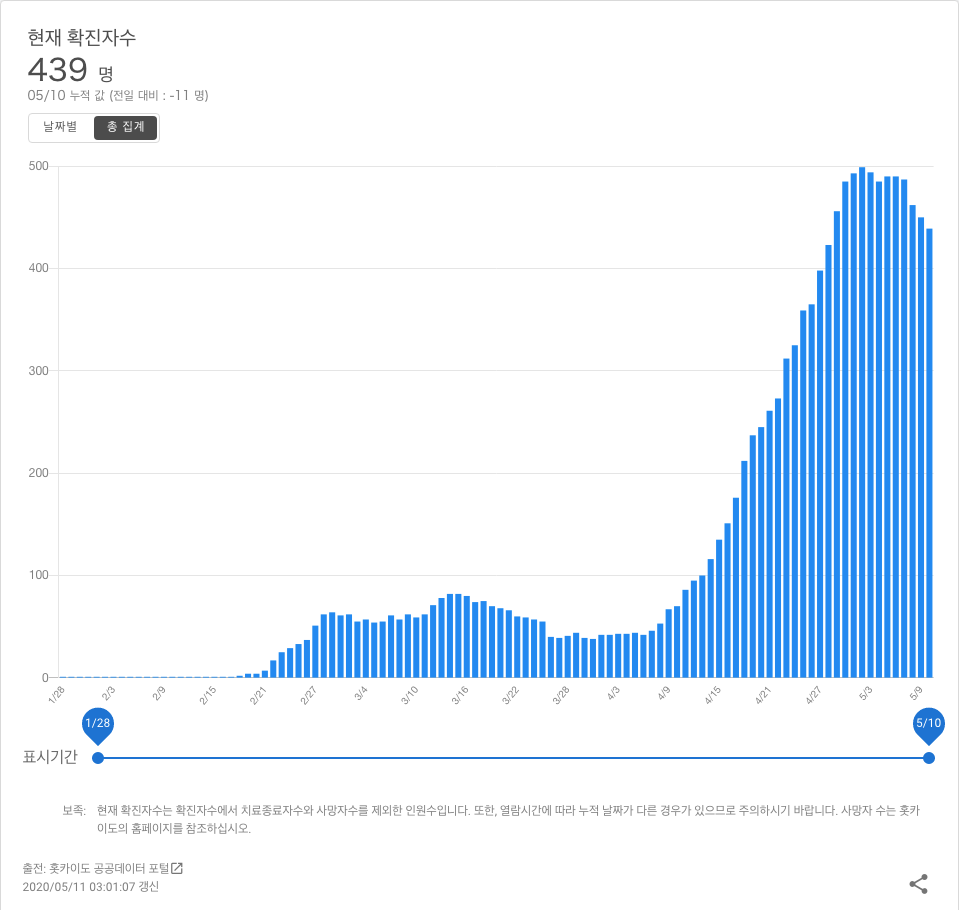 현재 확진자수
439 명
05/10 누적 값 (전일 대비 : -11 명)
날짜별 총 집계
500
400
300
200
100
0
1/28 2/3 2/9 2/15 2/21 2/27 3/4 3/10 3/16 3/22 3/28 4/3 4/9 4/15 4/21 4/27 5/3 5/9
1/28 5/10
표시기간
보족: 현재 확진자수는 확진자수에서 치료종료자수와 사망자수를 제외한 인원수입니다. 또한, 열람시간에 따라 누적 날짜가 다른 경우가 있으므로 주의하시기 바랍니다. 사망자 수는 홋카
이도의 홈페이지를 참조하십시오.
출전: 홋카이도 공공데이터 포털
2020/05/11 03:01:07 갱신